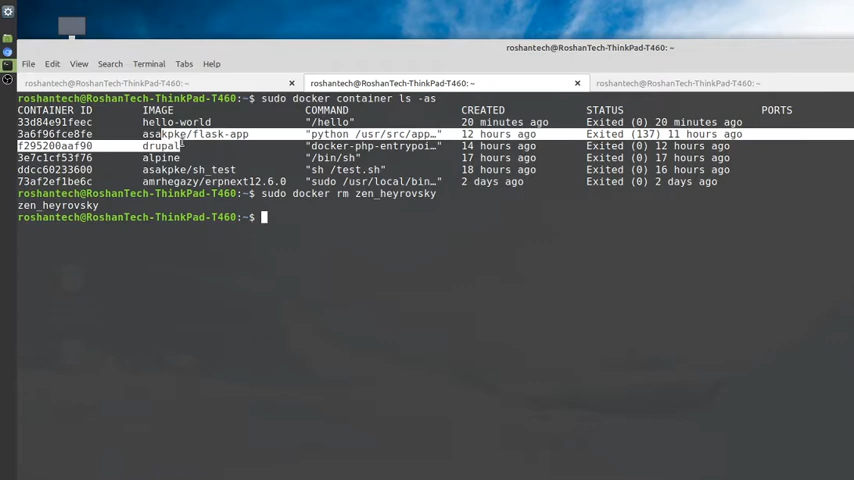 roshantech@RoshanTech-ThinkPad-T460: ~
File Edit View Search Terminal Tabs Help
roshantech@RoshanTech-ThinkPad-T460: ~ × roshantech@RoshanTech-ThinkPad-T460: ~ × roshantech@RoshanTech-ThinkPad-T460: ~
roshantech@RoshanTech-ThinkPad-T460:~$ sudo docker container ls -as
CONTAINER ID IMAGE COMMAND CREATED STATUS PORTS
33d84e91feec hello-world "/hello" 20 minutes ago Exited (0) 20 minutes ago
3a6f96fce8fe asakpke/flask-app "python /usr/src/app…" 12 hours ago Exited (137) 11 hours ago
f295200aaf90 drupal "docker-php-entrypoi…" 14 hours ago Exited (0) 12 hours ago
3e7c1cf53f76 alpine "/bin/sh" 17 hours ago Exited (0) 17 hours ago
ddcc60233600 asakpke/sh_test "sh /test.sh" 18 hours ago Exited (0) 16 hours ago
73af2ef1be6c amrhegazy/erpnext12.6.0 "sudo /usr/local/bin…" 2 days ago Exited (0) 2 days ago
roshantech@RoshanTech-ThinkPad-T460:~$ sudo docker rm zen_heyrovsky
zen_heyrovsky
roshantech@RoshanTech-ThinkPad-T460:~$